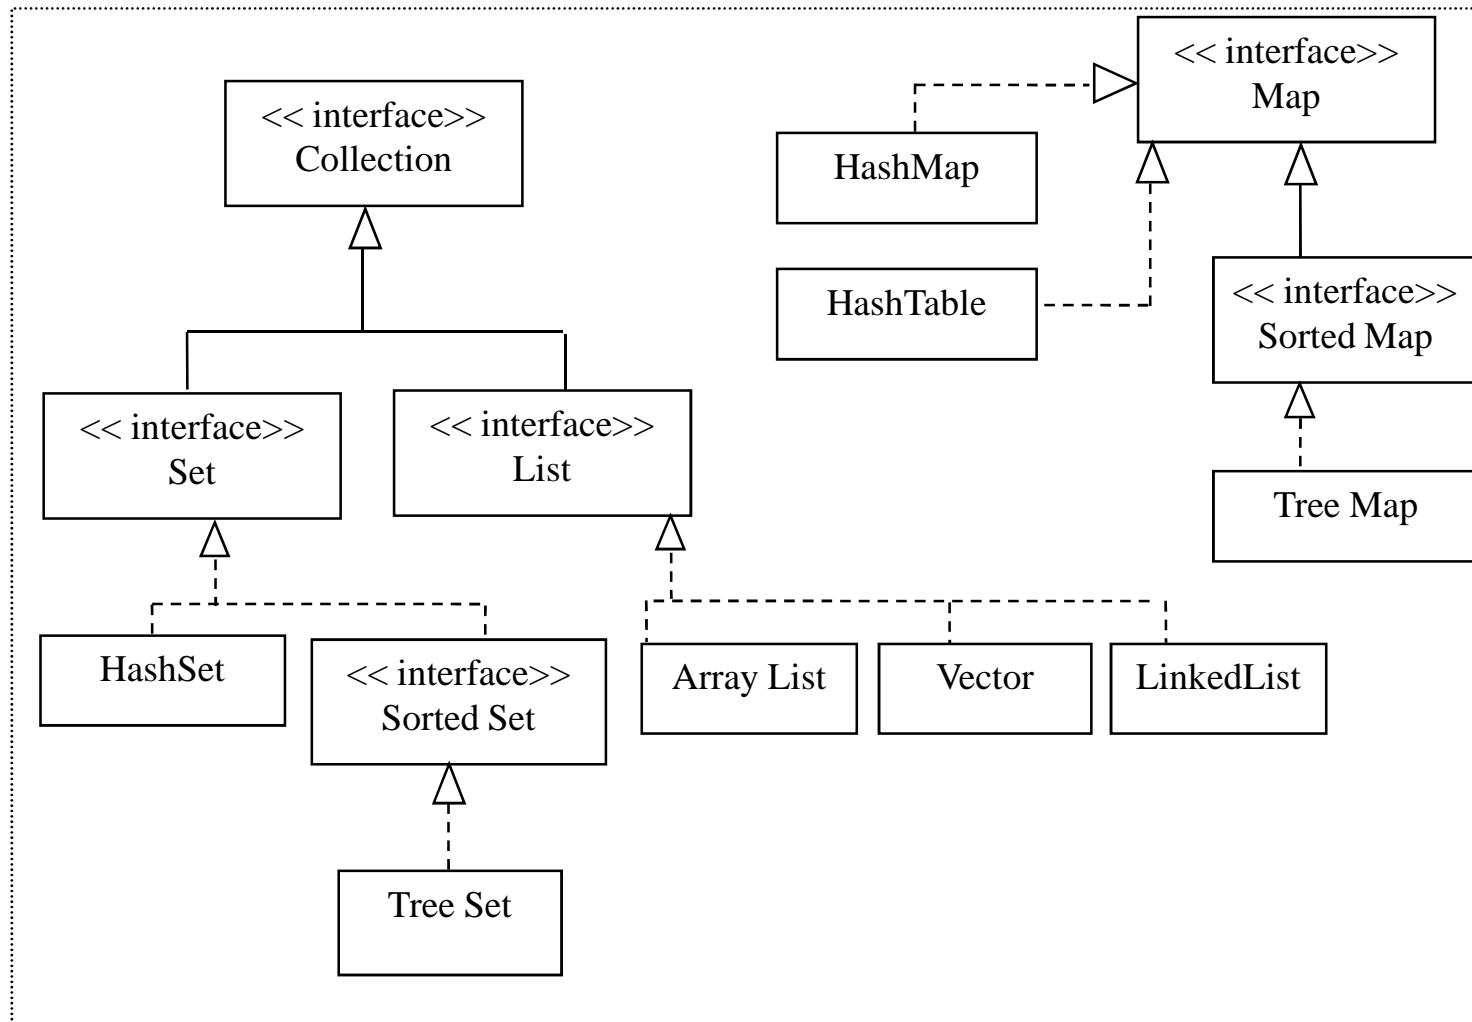 << interface>>
Map
<< interface>>
Collection
HashMap
HashTable
<< interface>>
Sorted Map
<< interface>>
Set
<< interface>>
List
Tree Map
HashSet
<< interface>>
Sorted Set
Array List
Vector
LinkedList
Tree Set